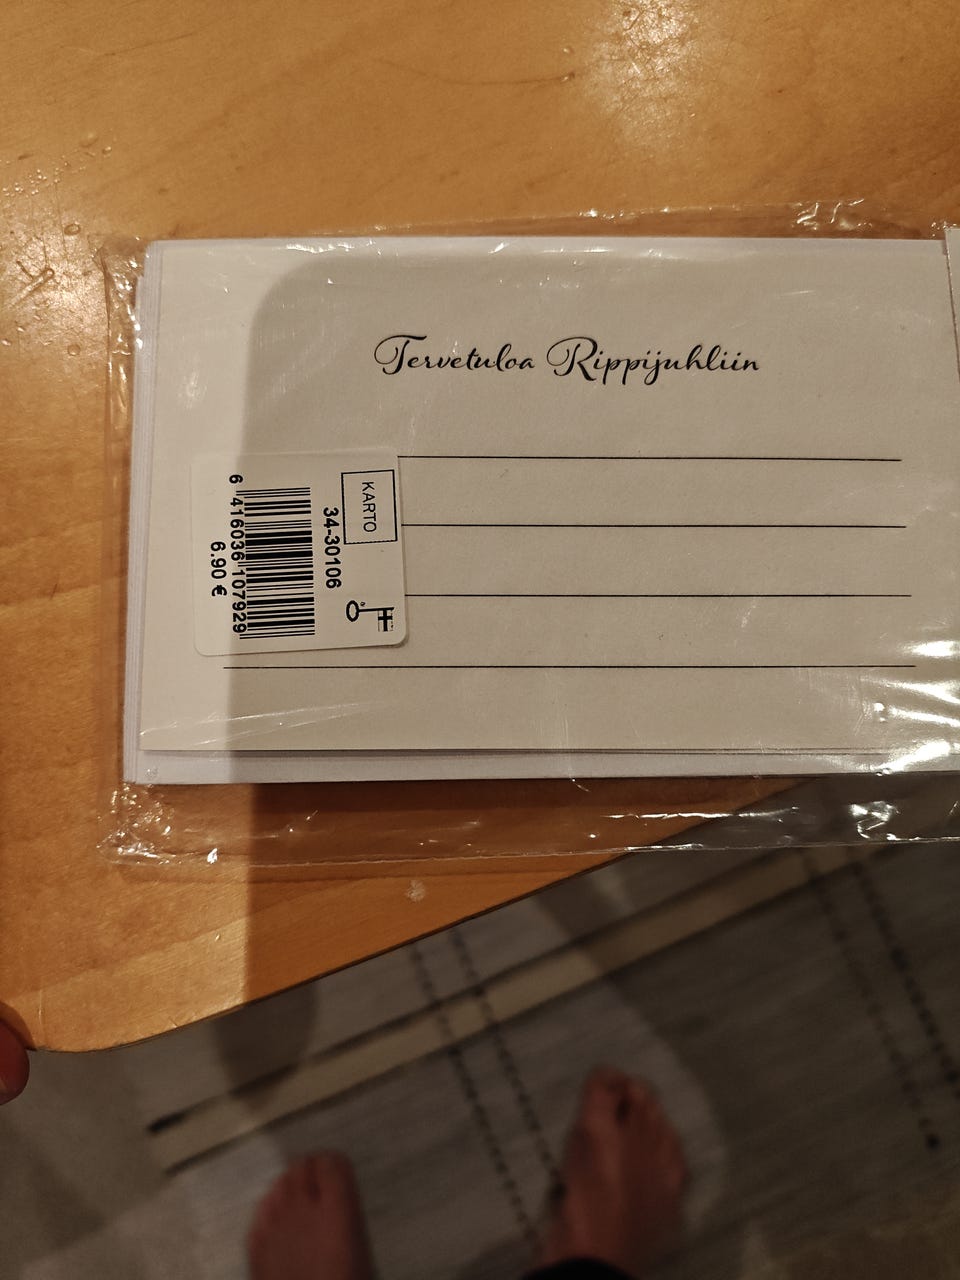 Tervetuloa Rippijuhliin
KARTO
34-30106
6 416036 107929
6.90 €